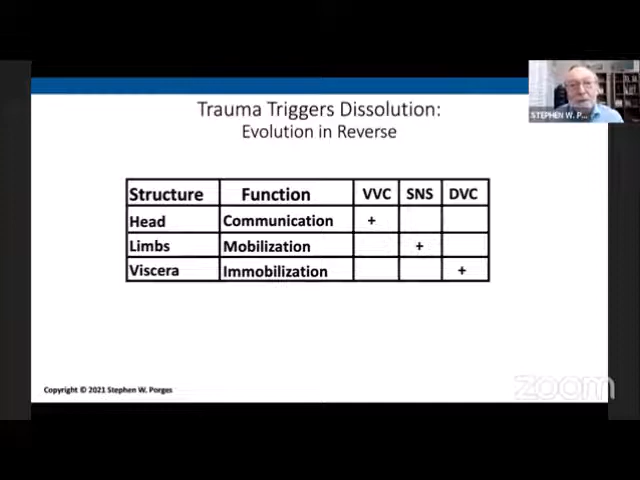 Trauma Triggers Dissolution:
Evolution in Reverse
STEPHEN W. P...
Structure Function VVC SNS DVC
Head Communication +
Limbs Mobilization +
Viscera Immobilization +
Copyright © 2021 Stephen W. Porges
zoom